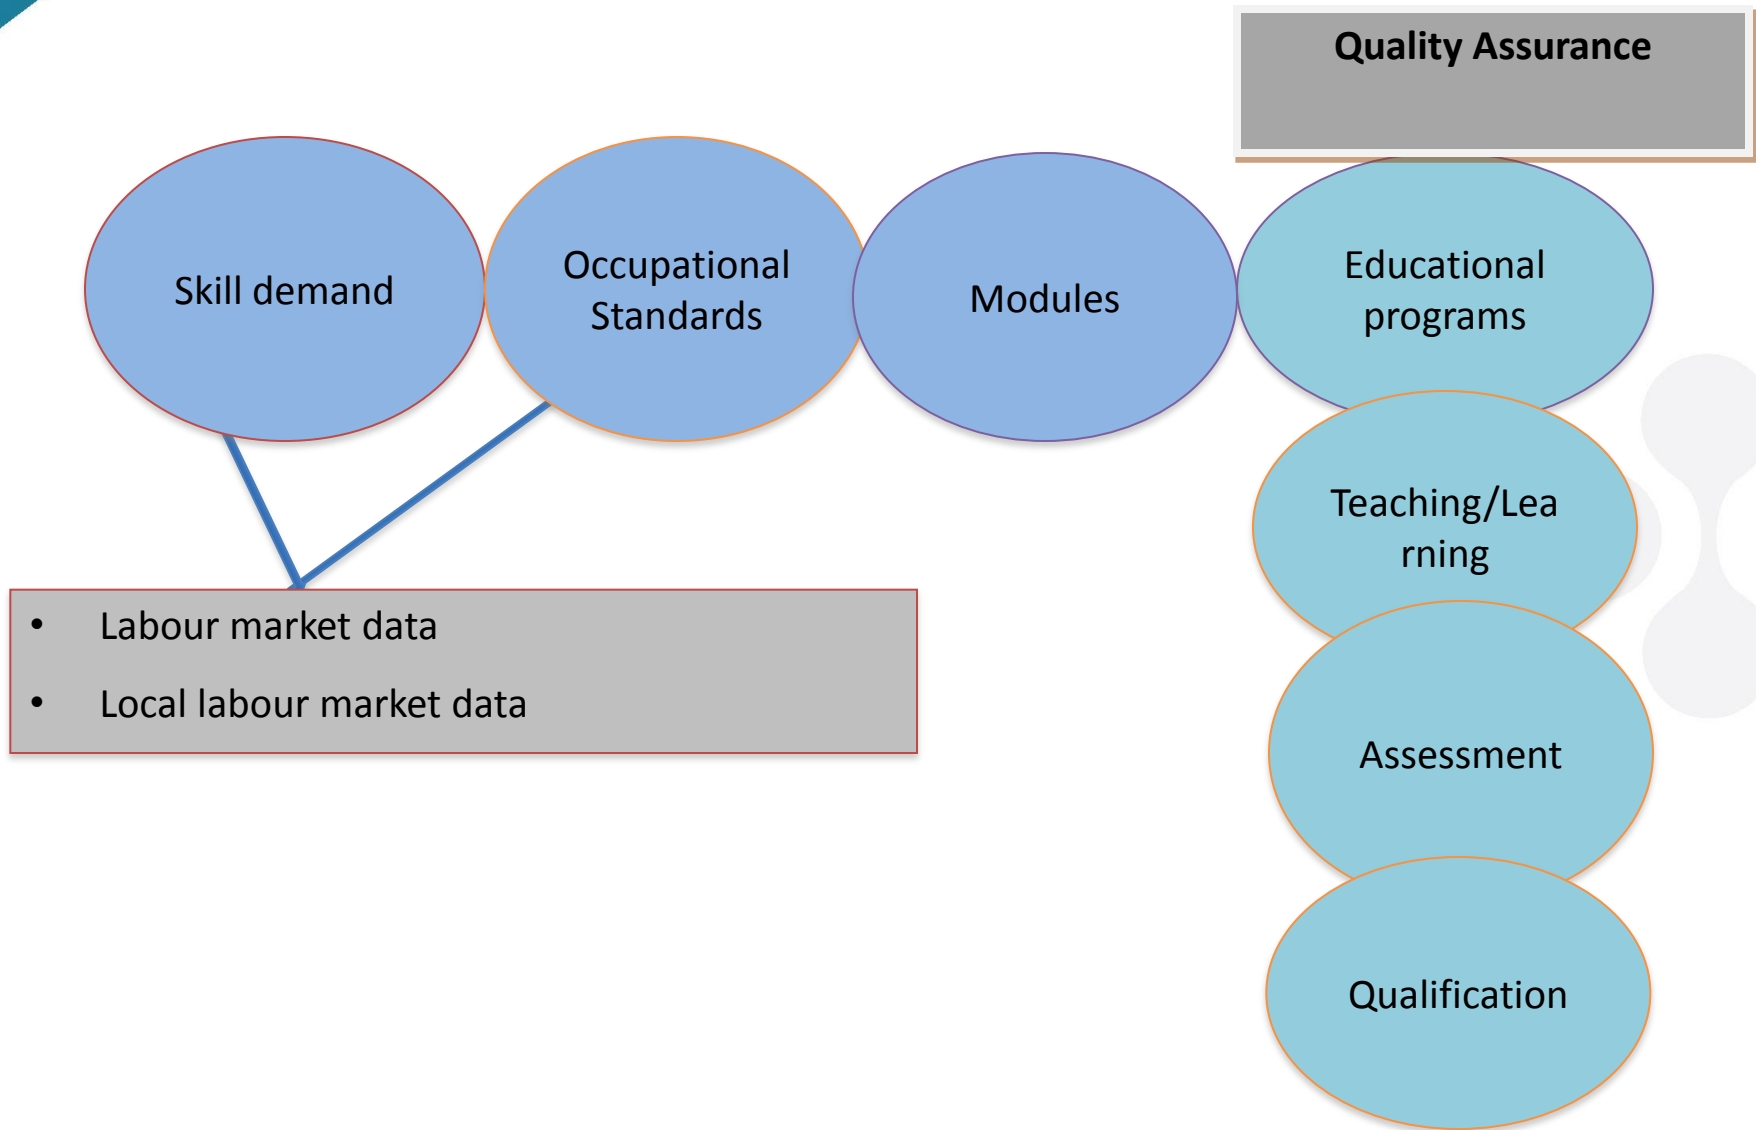 Quality Assurance
Skill demand
Occupational
Standards
Modules
Educational
programs
Teaching/Lea
rning
• Labour market data
• Local labour market data
Assessment
Qualification